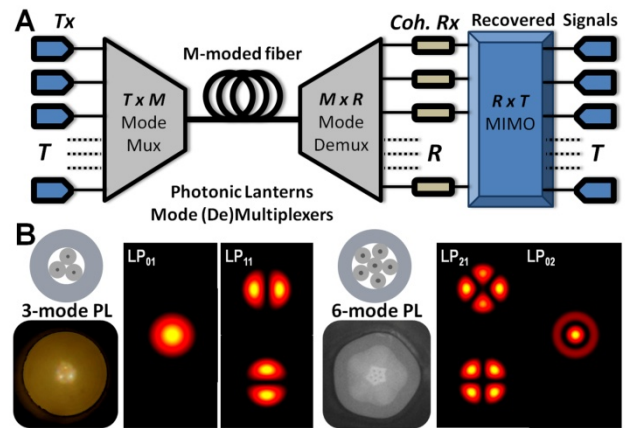 A
Tx
M-moded fiber
Coh. Rx
Recovered Signals
T x M
Mode
Mux
M x R
Mode
Demux
R x T
MIMO
T
R
T
Photonic Lanterns
Mode (De)Multiplexers
B
3-mode PL
LP01
LP11
6-mode PL
LP21
LP02